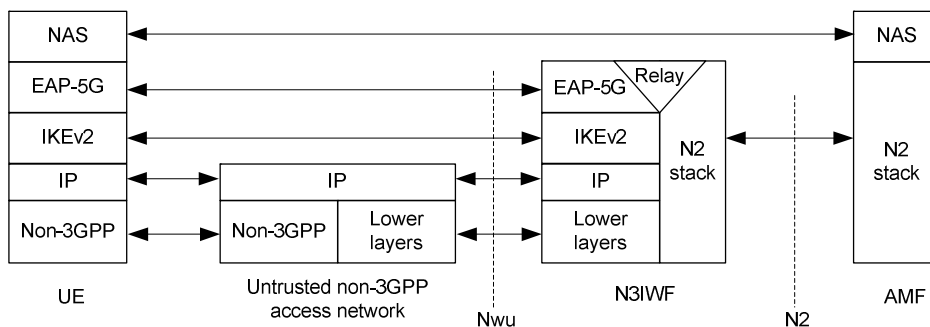 NAS
NAS
EAP-5G
EAP-5G
Relay
IKEv2
IKEv2
N2
stack
N2
stack
IP
IP
IP
Non-3GPP
Non-3GPP
Lower
layers
Lower
layers
UE
Untrusted non-3GPP
access network
N3IWF
AMF
Nwu
N2